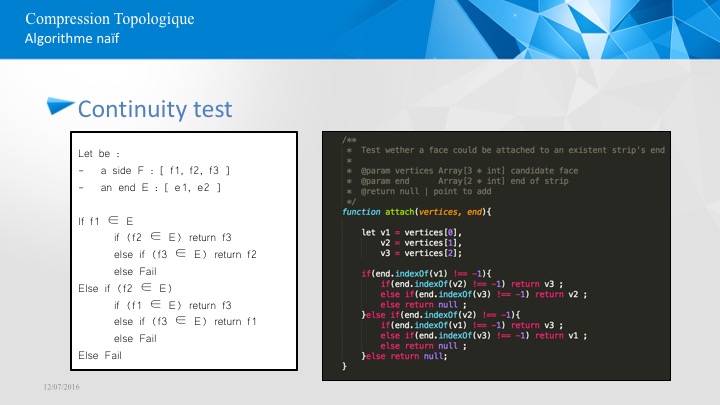 Compression Topologique
Algorithme naïf
Continuity test
Let be :
- a side F : [ f1, f2, f3 ]
- an end E : [ e1, e2 ]
If f1 ∈ E
if (f2 ∈ E) return f3
else if (f3 ∈ E) return f2
else Fail
Else if (f2 ∈ E)
if (f1 ∈ E) return f3
else if (f3 ∈ E) return f1
else Fail
Else Fail
/**
* Test wether a face could be attached to an existent strip's end
*
* @param vertices Array[3 * int] candidate face
* @param end Array[2 * int] end of strip
* @return null | point to add
*/
function attach(vertices, end){
let v1 = vertices[0],
v2 = vertices[1],
v3 = vertices[2];
if(end.indexOf(v1) !== -1){
if(end.indexOf(v2) !== -1) return v3 ;
else if(end.indexOf(v3) !== -1) return v2 ;
else return null ;
}else if(end.indexOf(v2) !== -1){
if(end.indexOf(v1) !== -1) return v3 ;
else if(end.indexOf(v3) !== -1) return v1 ;
else return null ;
}else return null;
}
12/07/2016